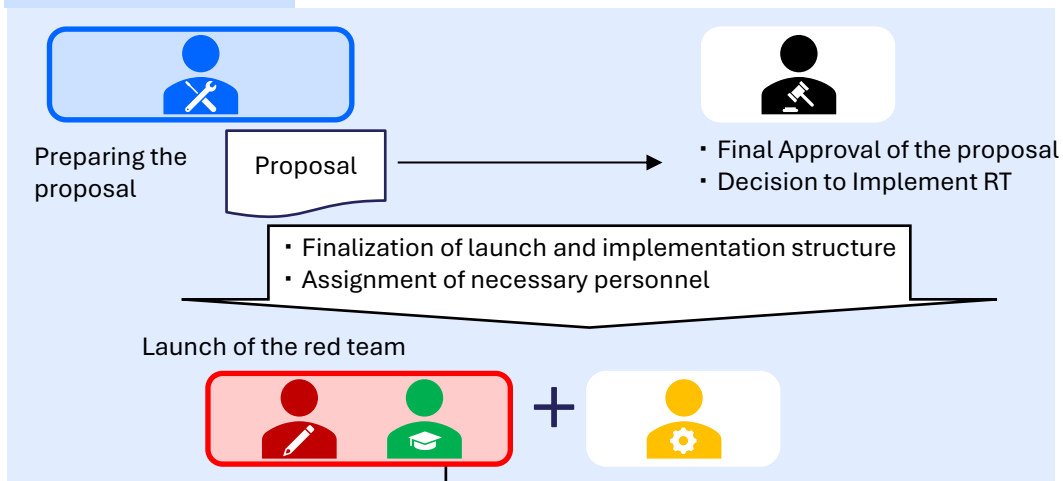 Preparing the
proposal
Proposal
・Final Approval of the proposal
・Decision to Implement RT
・Finalization of launch and implementation structure
・Assignment of necessary personnel
Launch of the red team